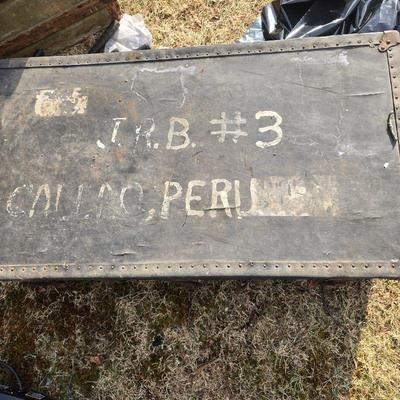 J.R.B. #3
CALLAO, PERU